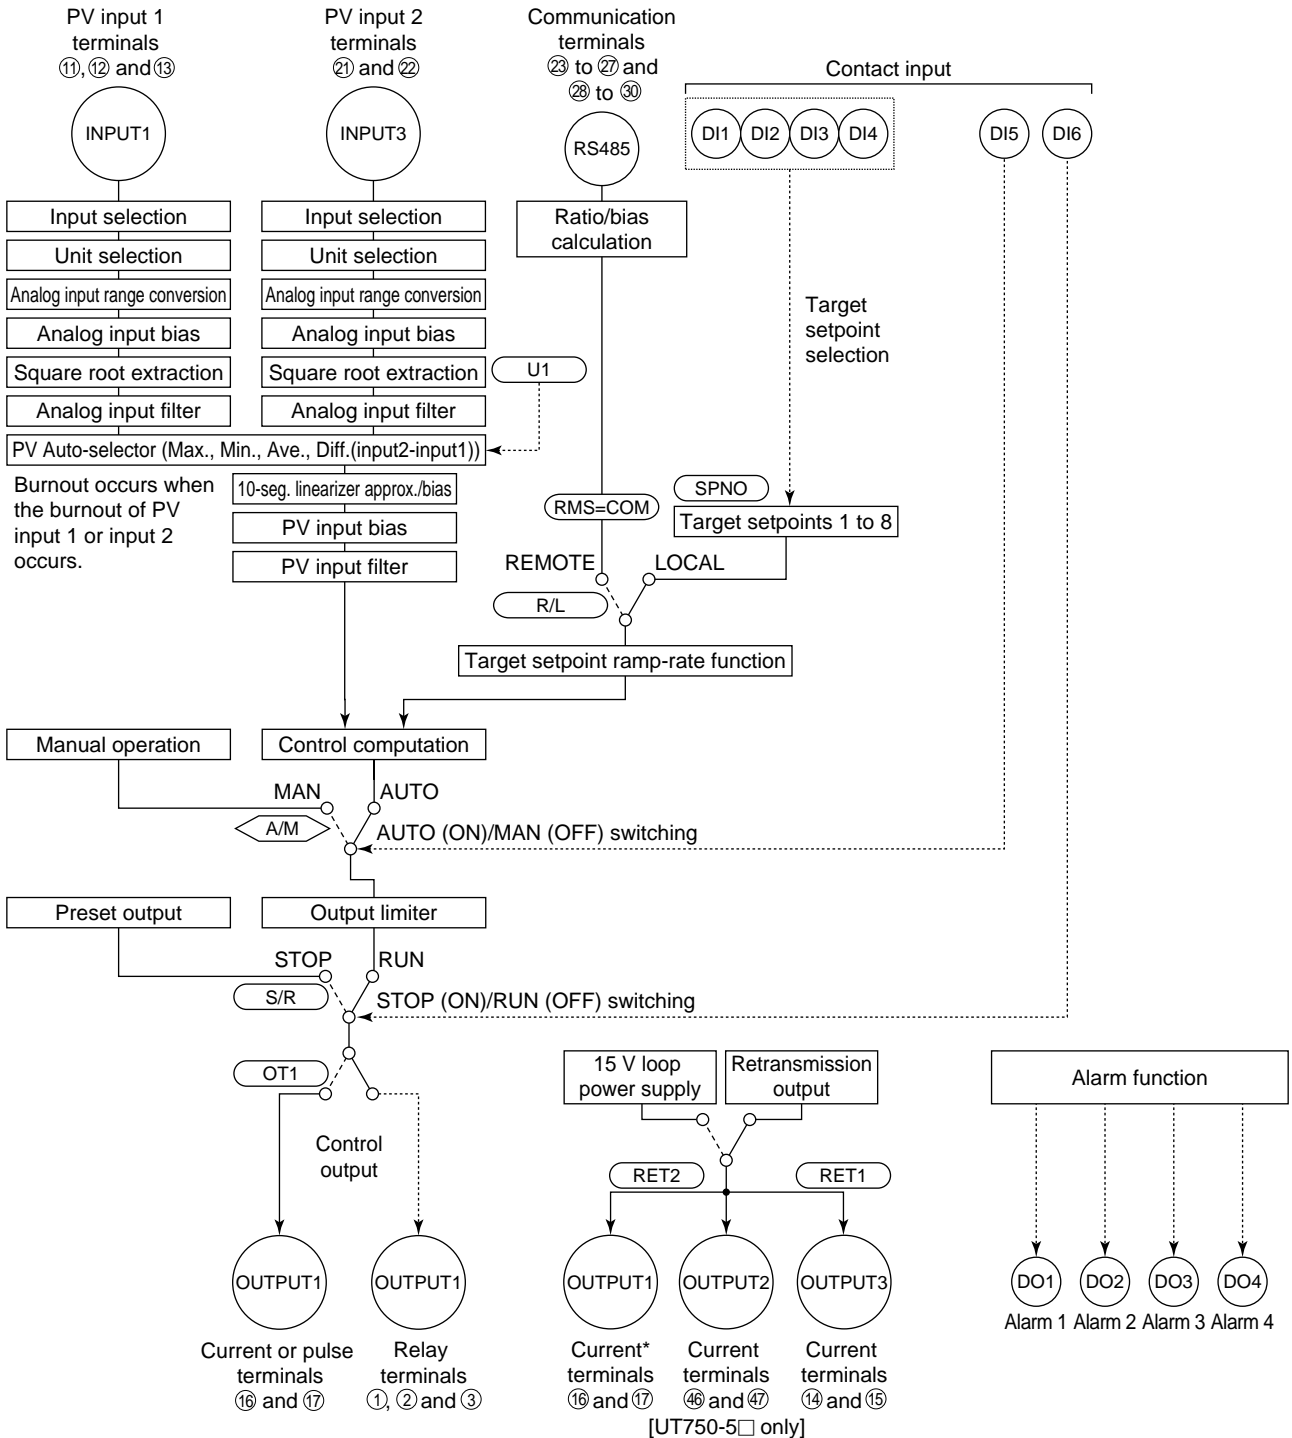 PV input 1
terminals
⑪, ⑫ and ⑬
PV input 2
terminals
㉑ and ㉒
Communication
terminals
㉓ to ㉗ and
㉘ to ㉚
Contact input
INPUT1
INPUT3
RS485
DI1
DI2
DI3
DI4
DI5
DI6
Input selection
Unit selection
Analog input range conversion
Analog input bias
Square root extraction
Analog input filter
Input selection
Unit selection
Analog input range conversion
Analog input bias
Square root extraction
Analog input filter
Ratio/bias
calculation
Target
setpoint
selection
U1
PV Auto-selector (Max., Min., Ave., Diff.(input2-input1))
Burnout occurs when
the burnout of PV
input 1 or input 2
occurs.
10-seg. linearizer approx./bias
PV input bias
PV input filter
RMS=COM
SPNO
Target setpoints 1 to 8
REMOTE
LOCAL
R/L
Target setpoint ramp-rate function
Manual operation
Control computation
MAN
AUTO
A/M
AUTO (ON)/MAN (OFF) switching
Preset output
Output limiter
STOP
RUN
S/R
STOP (ON)/RUN (OFF) switching
OT1
Control
output
15 V loop
power supply
Retransmission
output
Alarm function
RET2
RET1
OUTPUT1
OUTPUT1
OUTPUT1
OUTPUT2
OUTPUT3
DO1
DO2
DO3
DO4
Alarm 1
Alarm 2
Alarm 3
Alarm 4
Current or pulse
terminals
⑯ and ⑰
Relay
terminals
①, ② and ③
Current*
terminals
⑯ and ⑰
Current
terminals
㊻ and ㊼
Current
terminals
⑭ and ⑮
[UT750-5□ only]